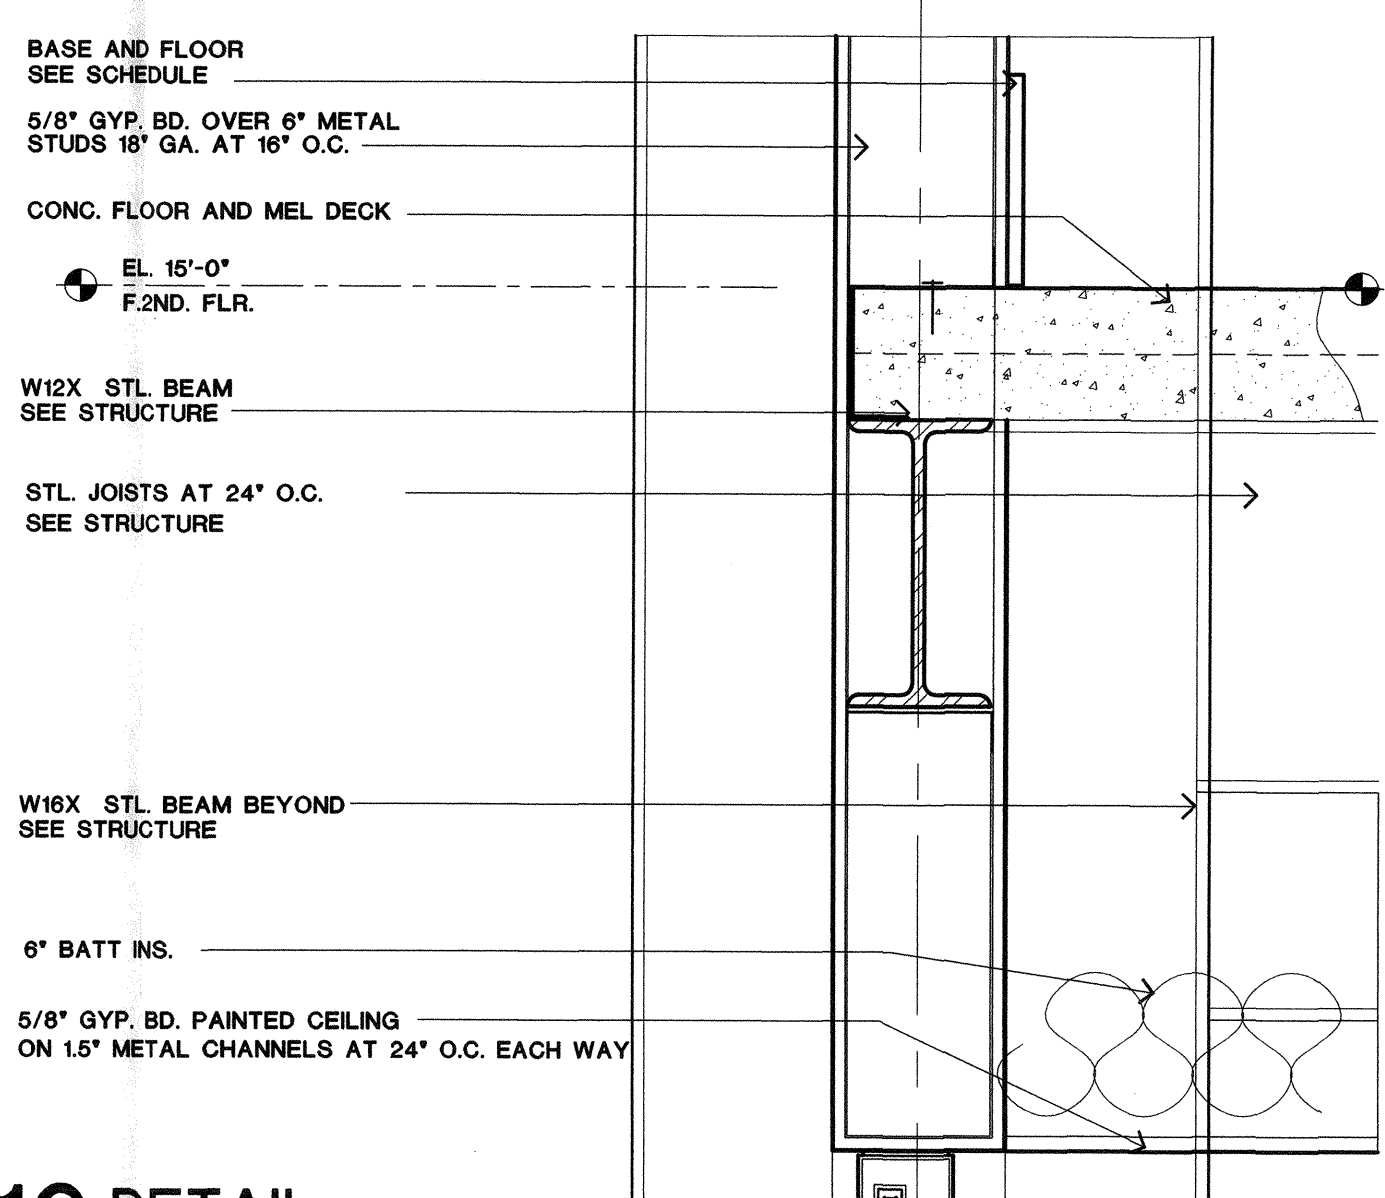 BASE AND FLOOR
SEE SCHEDULE
5/8" GYP. BD. OVER 6" METAL
STUDS 18" GA. AT 16" O.C.
CONC. FLOOR AND MEL DECK
EL. 15'-0"
F.2ND. FLR.
W12X STL. BEAM
SEE STRUCTURE
STL. JOISTS AT 24" O.C.
SEE STRUCTURE
W16X STL. BEAM BEYOND
SEE STRUCTURE
6" BATT INS.
5/8" GYP. BD. PAINTED CEILING
ON 1.5" METAL CHANNELS AT 24" O.C. EACH WAY
DETAIL